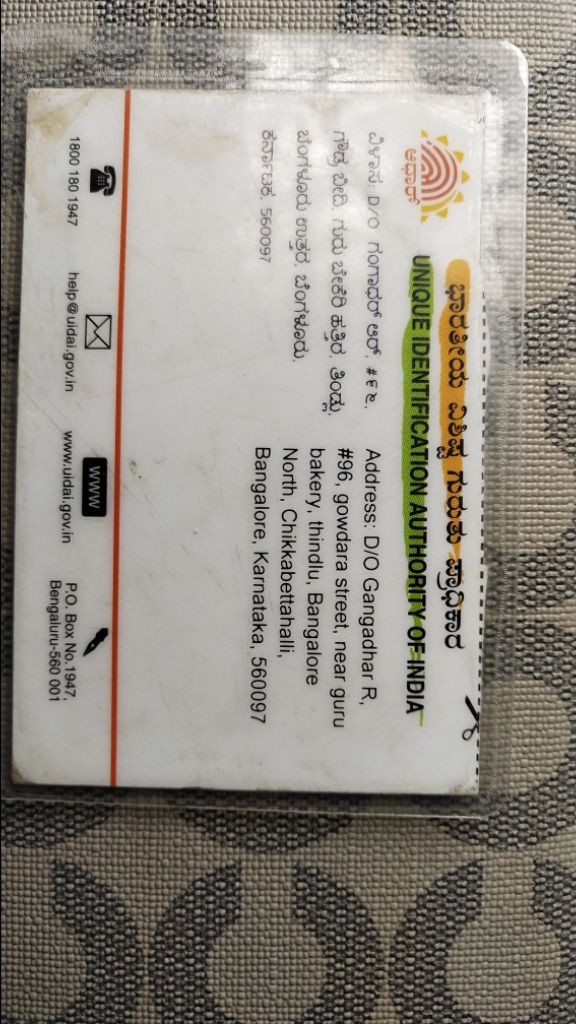 ಭಾರತೀಯ ವಿಶಿಷ್ಟ ಗುರುತು ಪ್ರಾಧಿಕಾರ
UNIQUE IDENTIFICATION AUTHORITY OF INDIA
ಆಧಾರ್
ವಿಳಾಸ: D/O ಗಂಗಾಧರ್ ಆರ್, #೯೬,
ಗೌಡ್ರ ಬೀದಿ, ಗುರು ಬೇಕರಿ ಹತ್ತಿರ, ತಿಂಡ್ಲು,
ಬೆಂಗಳೂರು ಉತ್ತರ, ಬೆಂಗಳೂರು,
ಕರ್ನಾಟಕ, 560097
Address: D/O Gangadhar R,
#96, gowdara street, near guru
bakery, thindlu, Bangalore
North, Chikkabettahalli,
Bangalore, Karnataka, 560097
1800 180 1947
help@uidai.gov.in
WWW
www.uidai.gov.in
P.O. Box No.1947,
Bengaluru-560 001